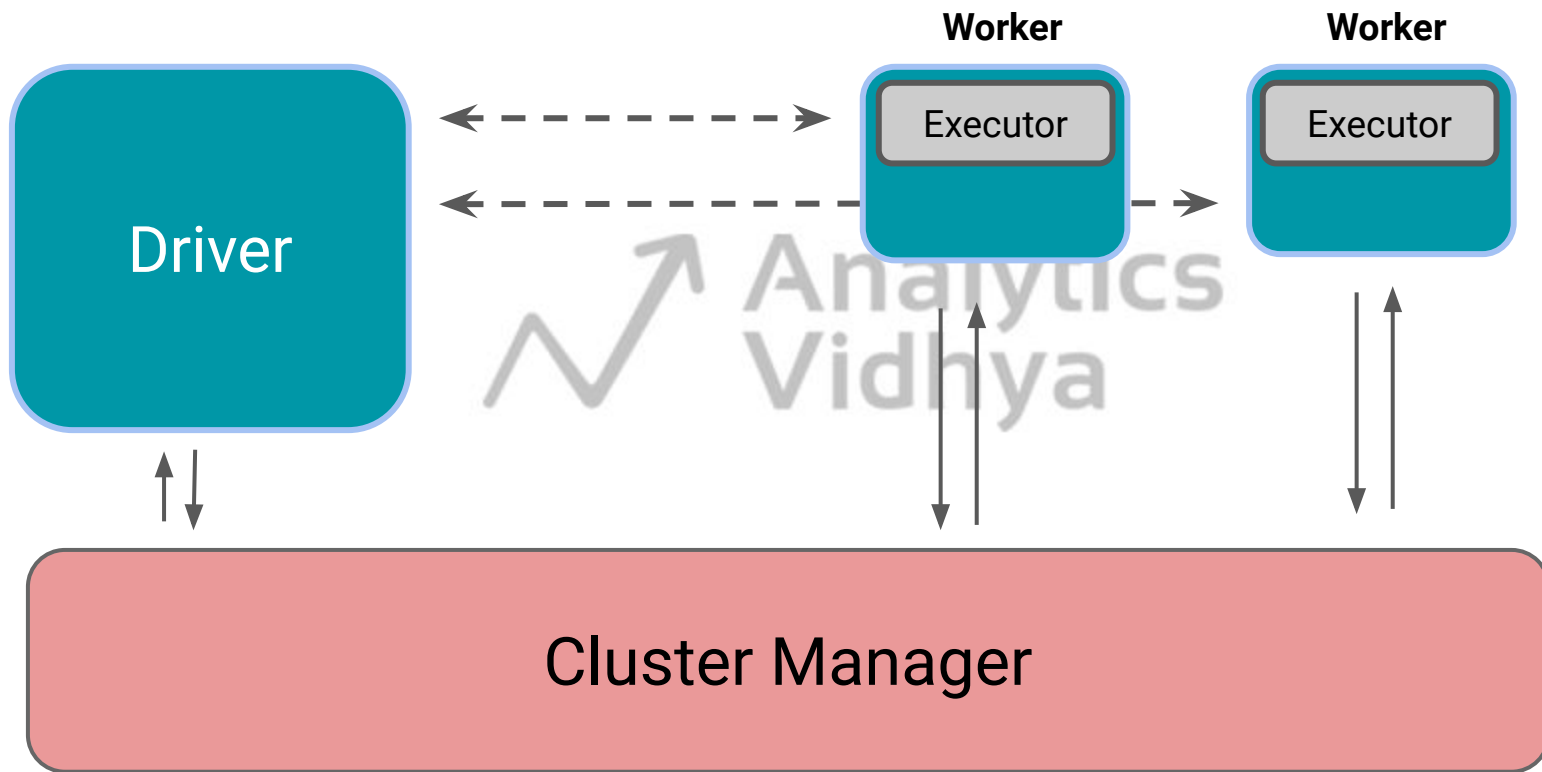 Worker
Worker
Executor
Executor
Driver
Analytics
Vidhya
Cluster Manager